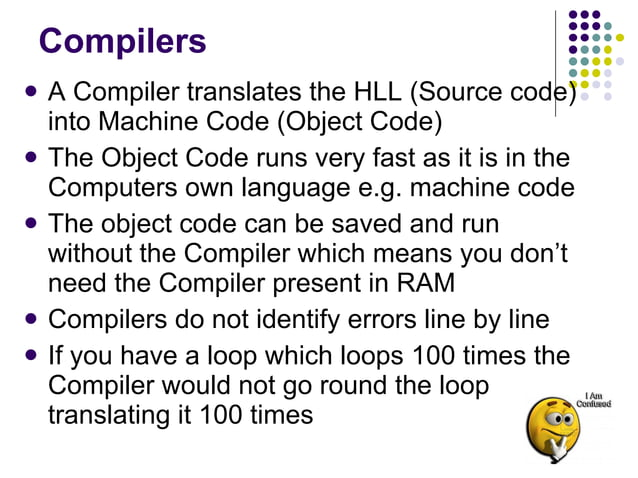 Compilers
A Compiler translates the HLL (Source code)
into Machine Code (Object Code)
The Object Code runs very fast as it is in the
Computers own language e.g. machine code
The object code can be saved and run
without the Compiler which means you don’t
need the Compiler present in RAM
Compilers do not identify errors line by line
If you have a loop which loops 100 times the
Compiler would not go round the loop
translating it 100 times
I Am
Confused